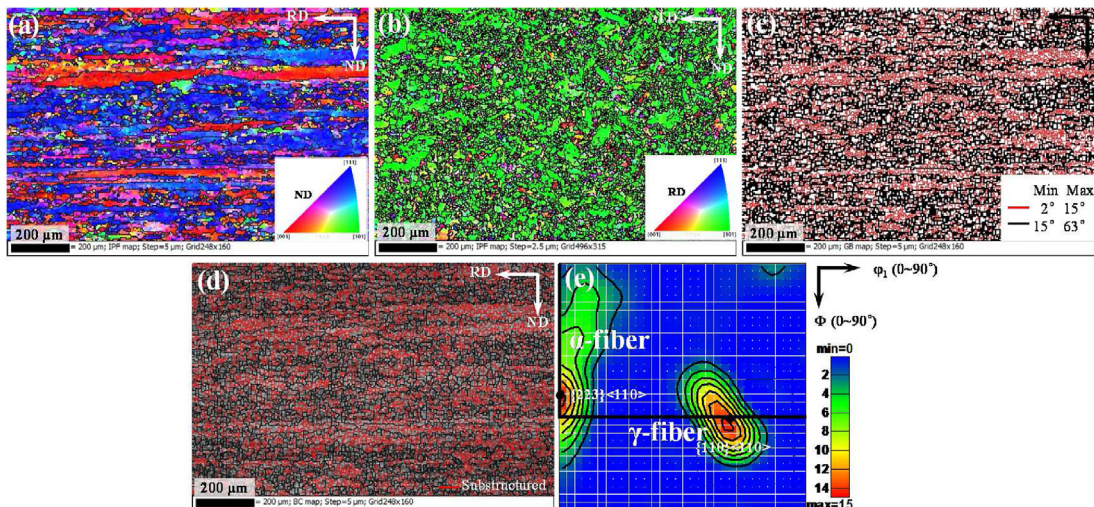 (a)
RD
ND
ND
[111]
[001]
[101]
200 µm
= 200 µm; IPF map; Step=5 µm; Grid248x160
(b)
TD
ND
RD
[111]
[001]
[101]
200 µm
= 200 µm; IPF map; Step=2.5 µm; Grid496x315
(c)
Min Max
2° 15°
15° 63°
200 µm
= 200 µm; GB map; Step=5 µm; Grid248x160
(d)
RD
ND
Substructured
200 µm
= 200 µm; BC map; Step=5 µm; Grid248x160
(e)
α-fiber
{223}<110>
γ-fiber
φ₁ (0~90°)
Φ (0~90°)
min=0
2
4
6
8
10
12
14
max=15